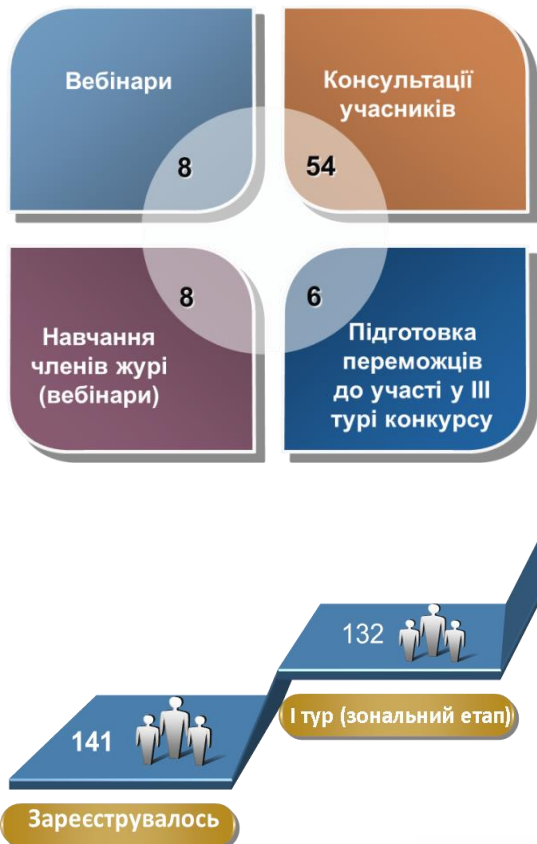 Вебінари
8
Консультації
учасників
54
8
Навчання
членів журі
(вебінари)
6
Підготовка
переможців
до участі у ІІІ
турі конкурсу
132
І тур (зональний етап)
141
Зареєструвалось